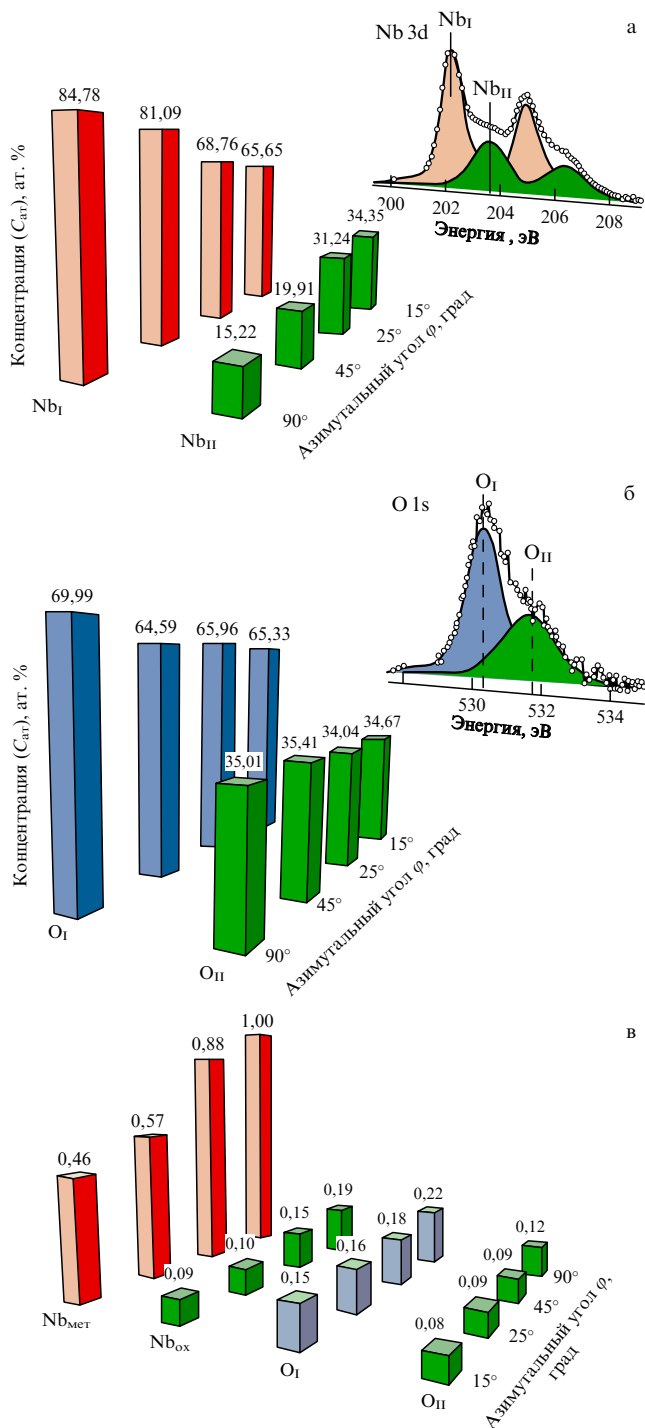 а
Nb 3d
Nb_I
Nb_II
200 202 204 206 208
Энергия , эВ
Концентрация (C_ат), ат. %
84,78
81,09
68,76
65,65
34,35
31,24
19,91
15,22
Nb_I
Nb_II
15°
25°
45°
90°
Азимутальный угол φ, град
б
O 1s
O_I
O_II
530 532 534
Энергия, эВ
Концентрация (C_ат), ат. %
69,99
64,59
65,96
65,33
35,01
35,41
34,04
34,67
O_I
O_II
15°
25°
45°
90°
Азимутальный угол φ, град
в
1,00
0,88
0,57
0,46
0,19
0,15
0,10
0,09
0,22
0,18
0,16
0,15
0,12
0,09
0,09
0,08
Nb_мет
Nb_ox
O_I
O_II
90°
45°
25°
15°
Азимутальный угол φ,
град